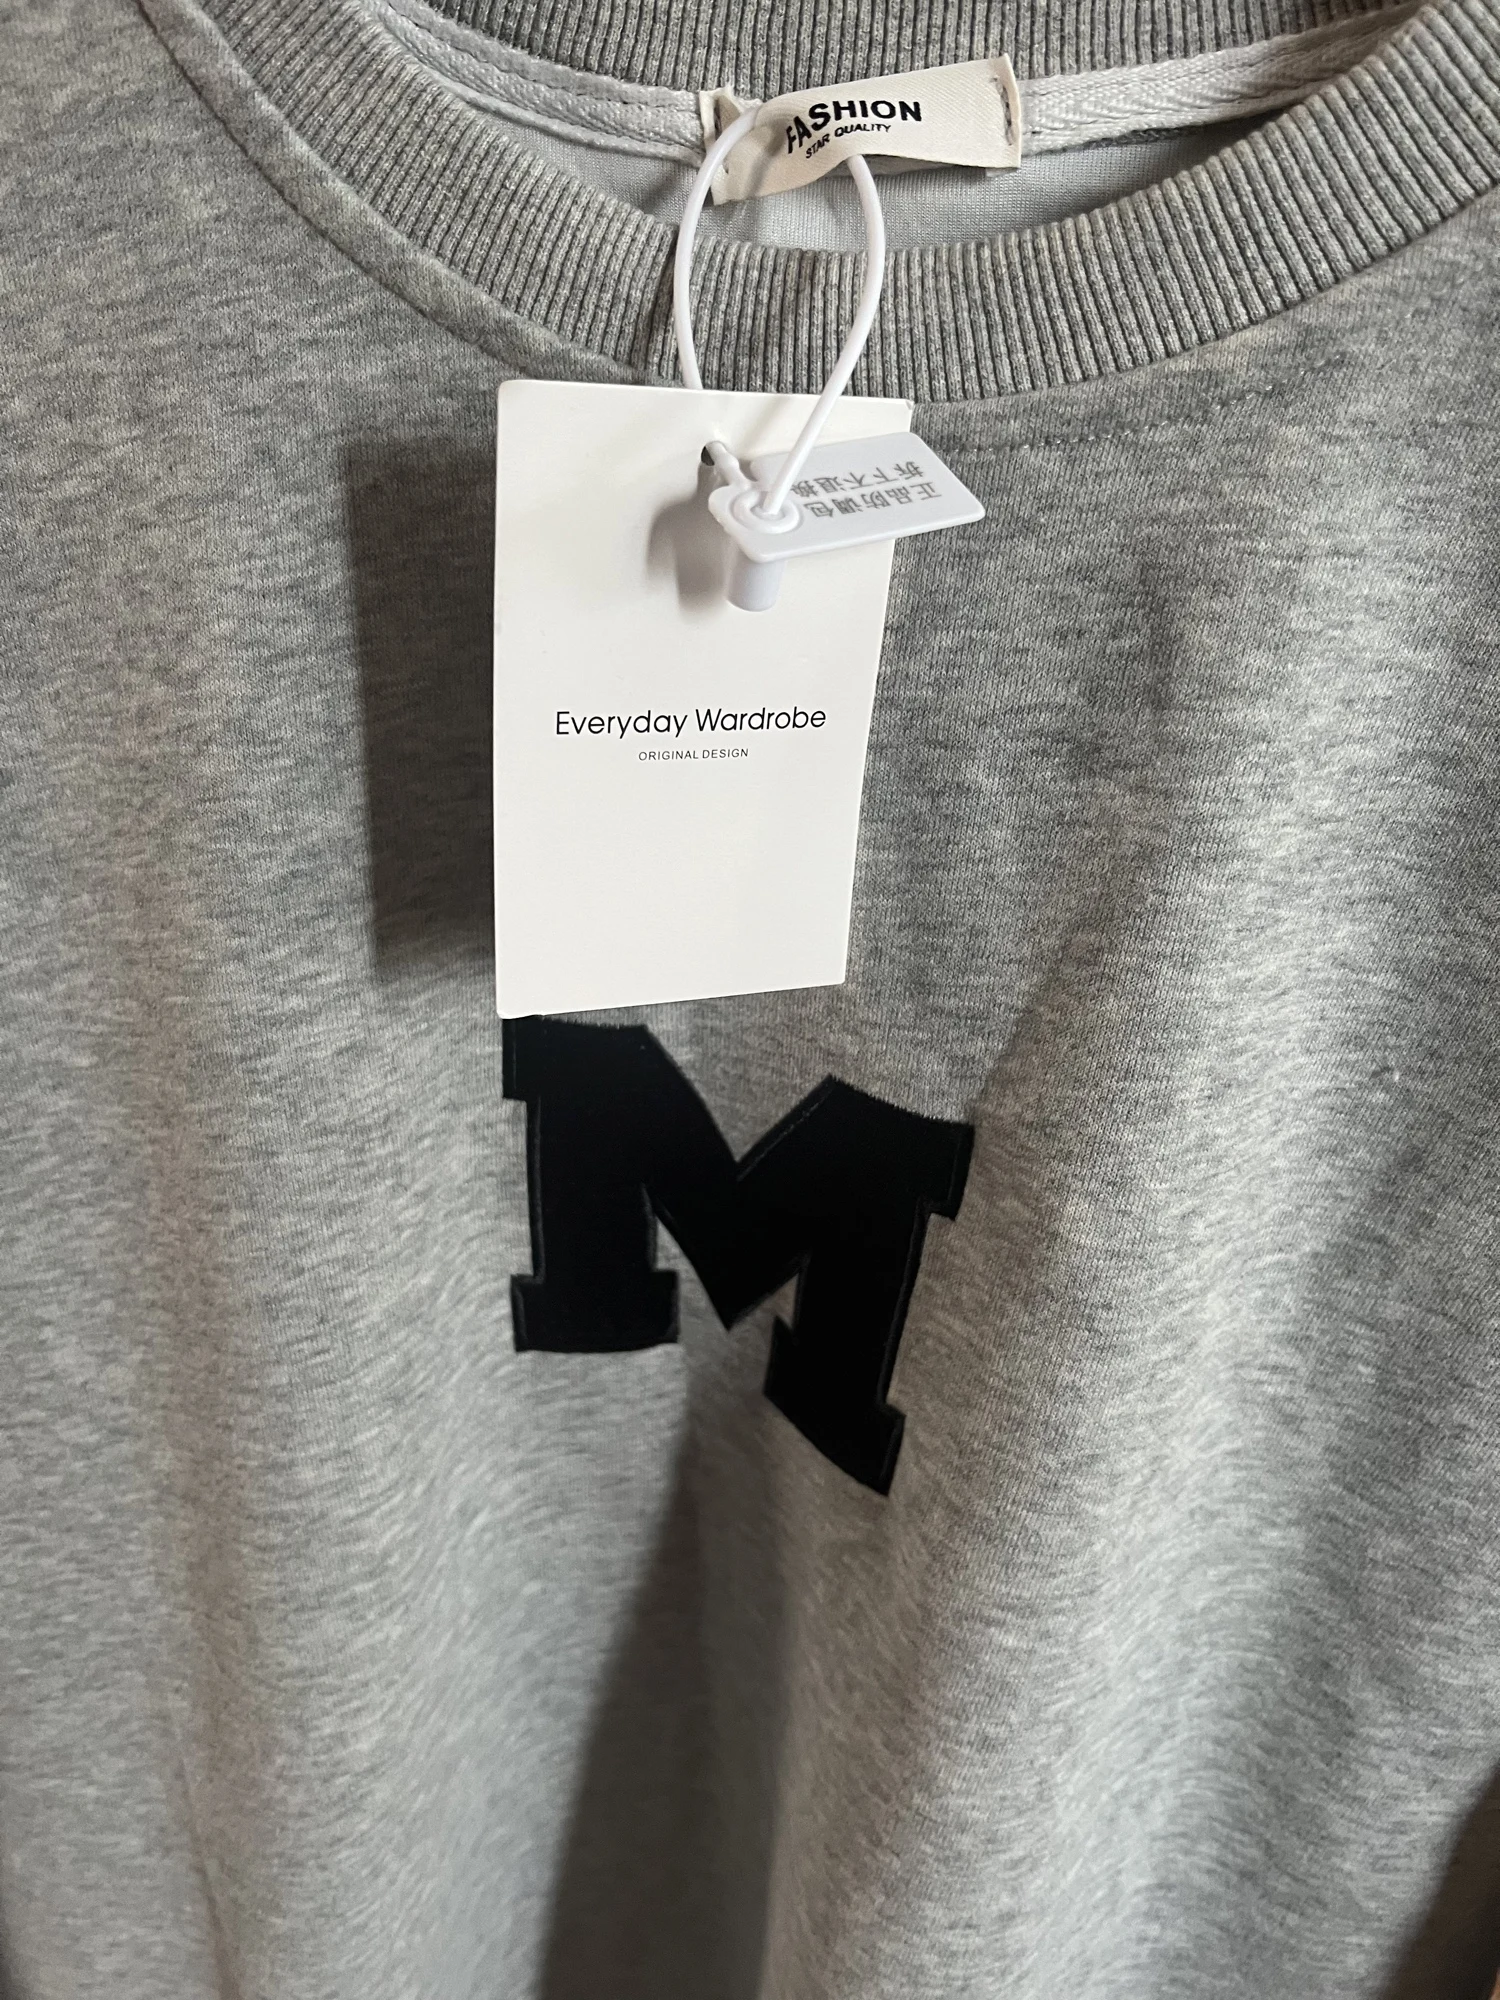 FASHION
STAR QUALITY
正品防调包
拆下不退换
Everyday Wardrobe
ORIGINAL DESIGN
M